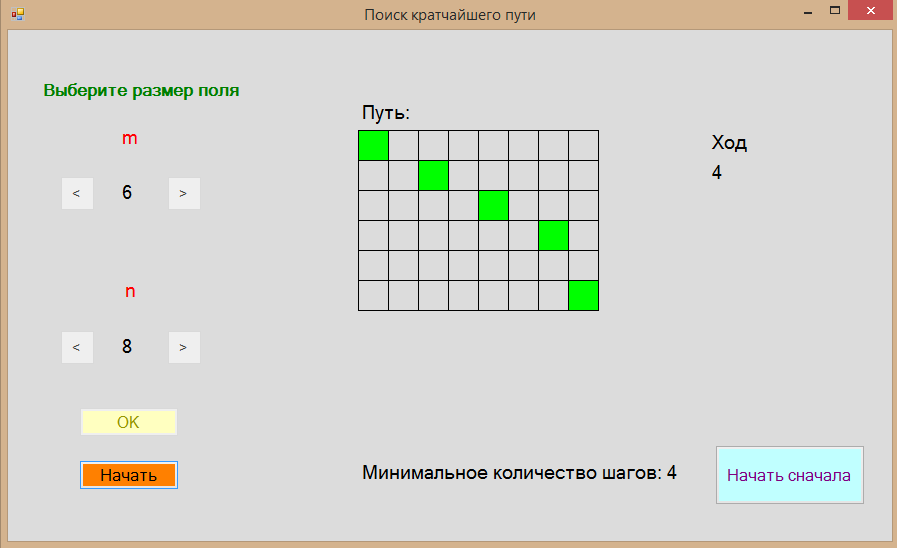 Поиск кратчайшего пути
Выберите размер поля
m
< 6 >
n
< 8 >
OK
Начать
Путь:
Ход
4
Минимальное количество шагов: 4
Начать сначала